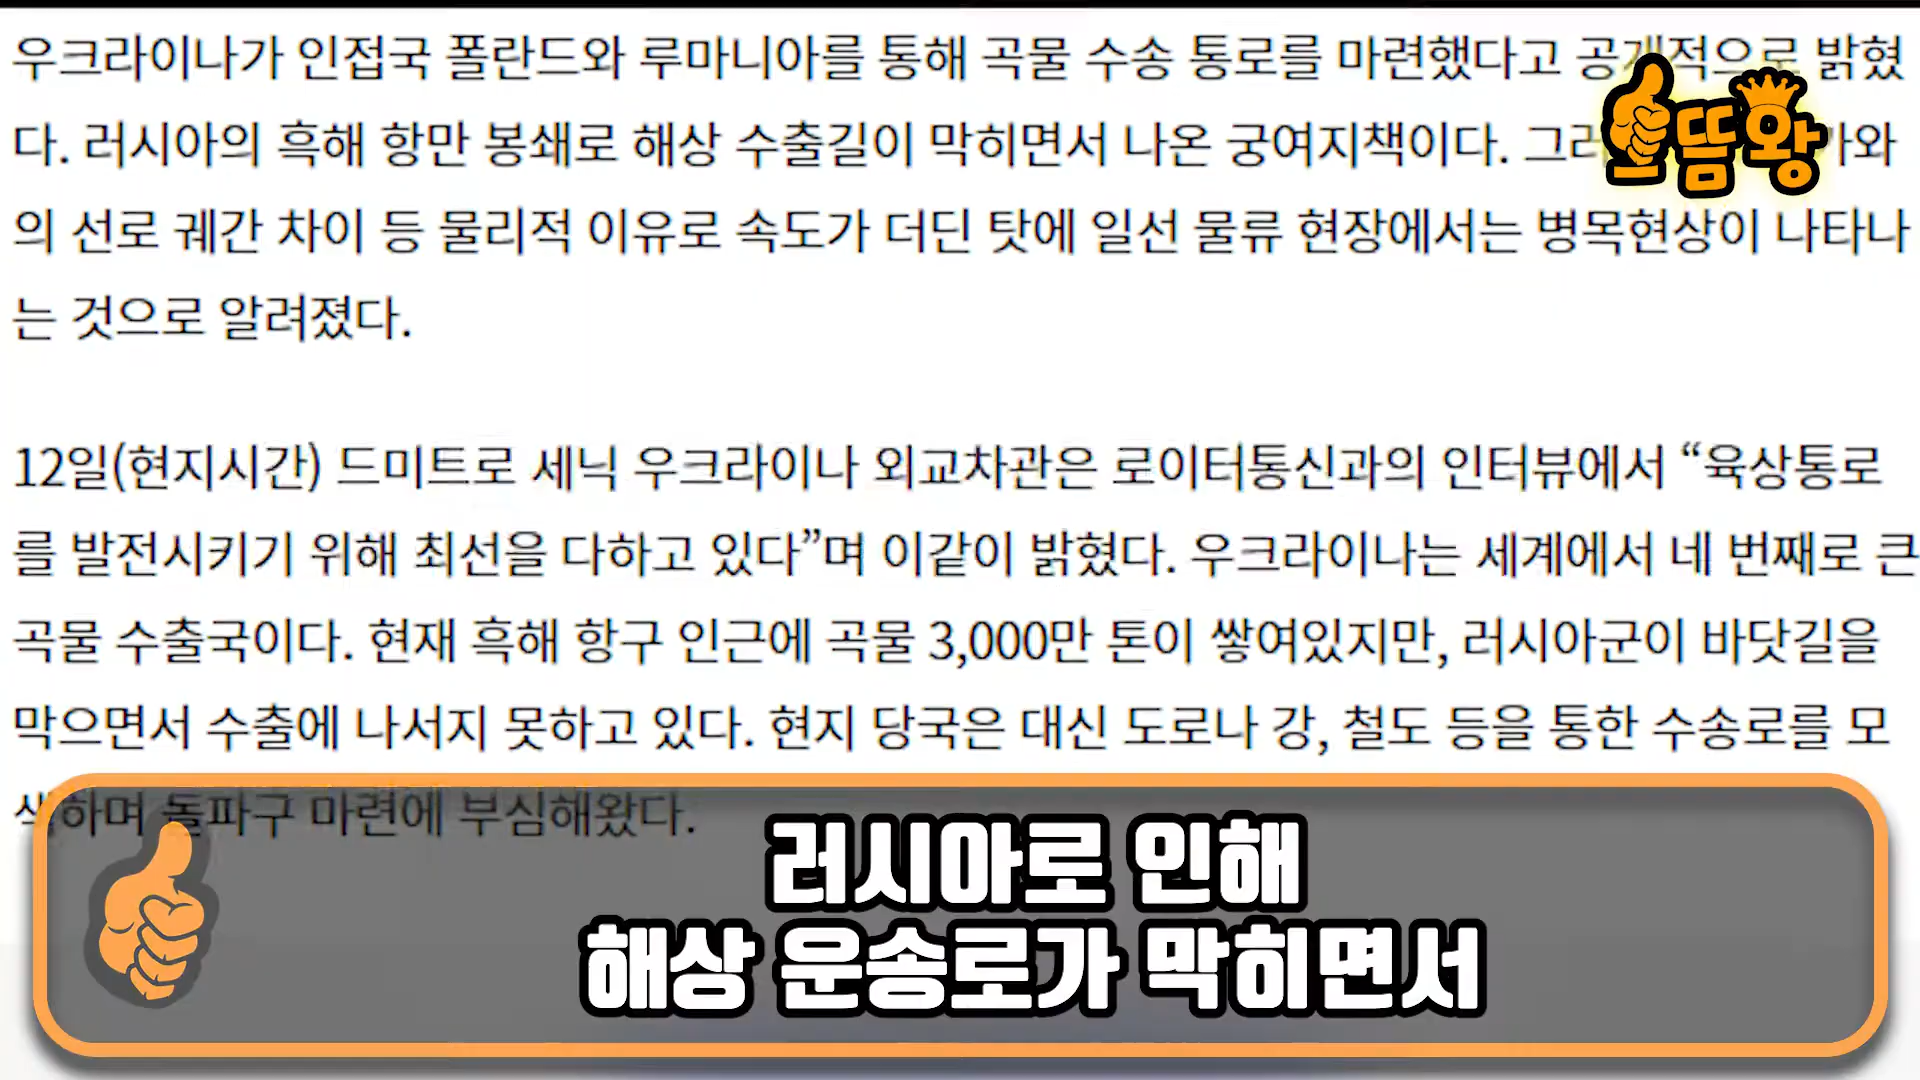 우크라이나가 인접국 폴란드와 루마니아를 통해 곡물 수송 통로를 마련했다고 공개적으로 밝혔
다. 러시아의 흑해 항만 봉쇄로 해상 수출길이 막히면서 나온 궁여지책이다.
으뜸왕
의 선로 궤간 차이 등 물리적 이유로 속도가 더딘 탓에 일선 물류 현장에서는 병목현상이 나타나
는 것으로 알려졌다.
12일(현지시간) 드미트로 세닉 우크라이나 외교차관은 로이터통신과의 인터뷰에서 “육상통로
를 발전시키기 위해 최선을 다하고 있다”며 이같이 밝혔다. 우크라이나는 세계에서 네 번째로 큰
곡물 수출국이다. 현재 흑해 항구 인근에 곡물 3,000만 톤이 쌓여있지만, 러시아군이 바닷길을
막으면서 수출에 나서지 못하고 있다. 현지 당국은 대신 도로나 강, 철도 등을 통한 수송로를 모
색하며 돌파구 마련에 부심해왔다.
러시아로 인해
해상 운송로가 막히면서